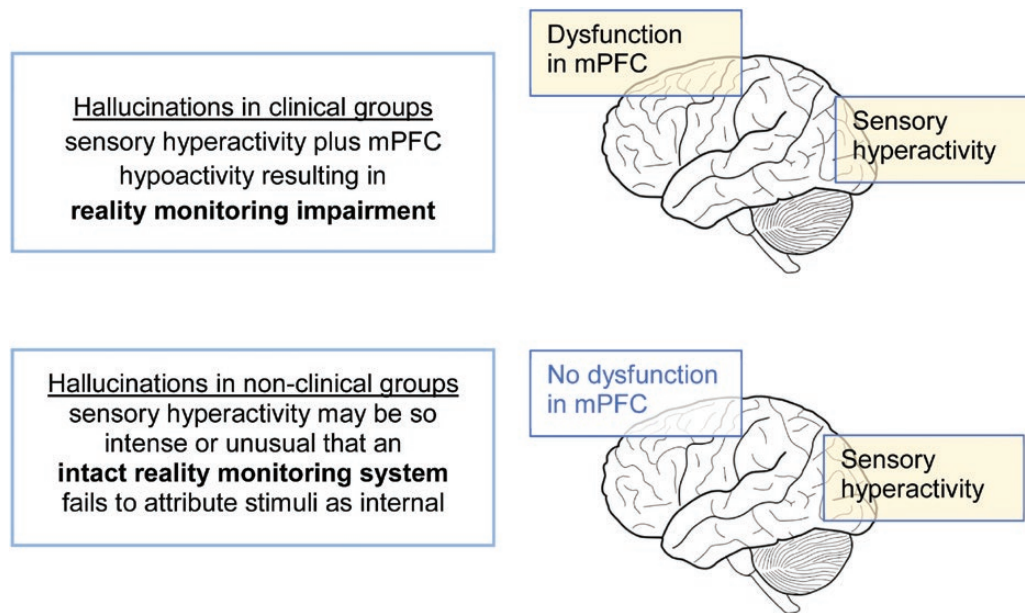 Hallucinations in clinical groups
sensory hyperactivity plus mPFC
hypoactivity resulting in
reality monitoring impairment
Dysfunction
in mPFC
Sensory
hyperactivity
Hallucinations in non-clinical groups
sensory hyperactivity may be so
intense or unusual that an
intact reality monitoring system
fails to attribute stimuli as internal
No dysfunction
in mPFC
Sensory
hyperactivity